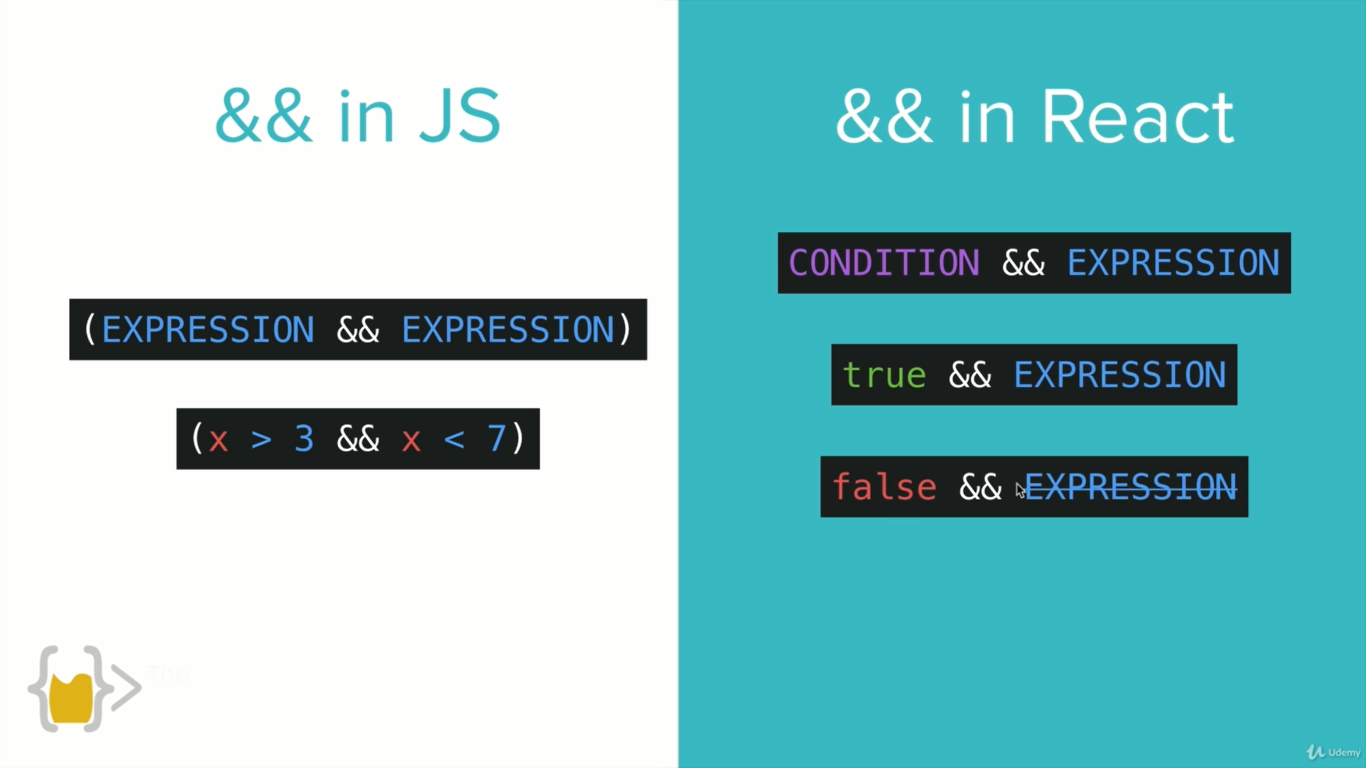 && in JS
(EXPRESSION && EXPRESSION)
(x > 3 && x < 7)
&& in React
CONDITION && EXPRESSION
true && EXPRESSION
false && EXPRESSION
The
Udemy